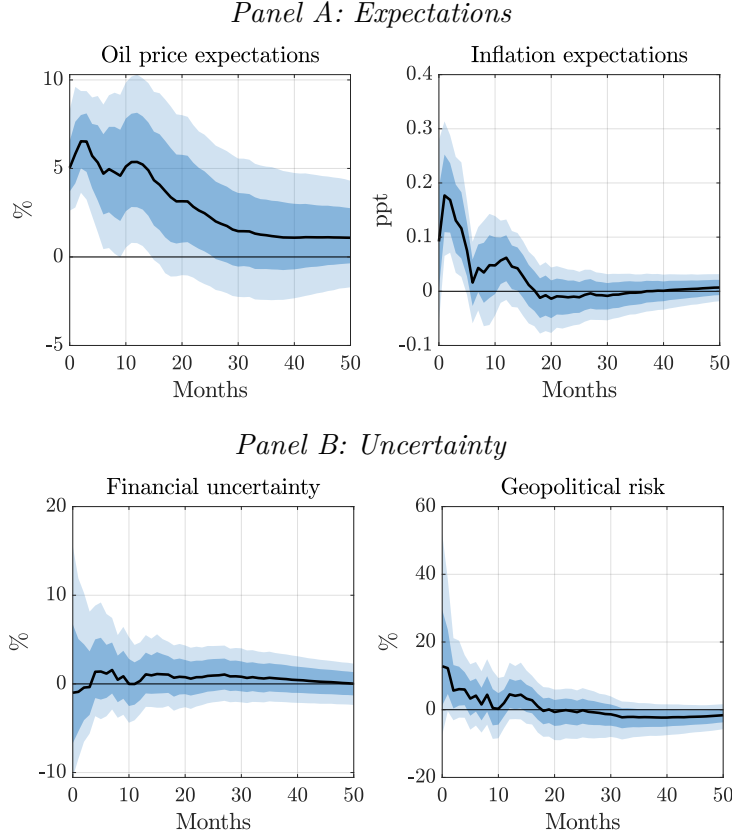 Panel A: Expectations
Oil price expectations
Inflation expectations
10
5
0
-5
%
0 10 20 30 40 50
Months
0.4
0.3
0.2
0.1
0
-0.1
ppt
0 10 20 30 40 50
Months
Panel B: Uncertainty
Financial uncertainty
Geopolitical risk
20
10
0
-10
%
0 10 20 30 40 50
Months
60
40
20
0
-20
%
0 10 20 30 40 50
Months